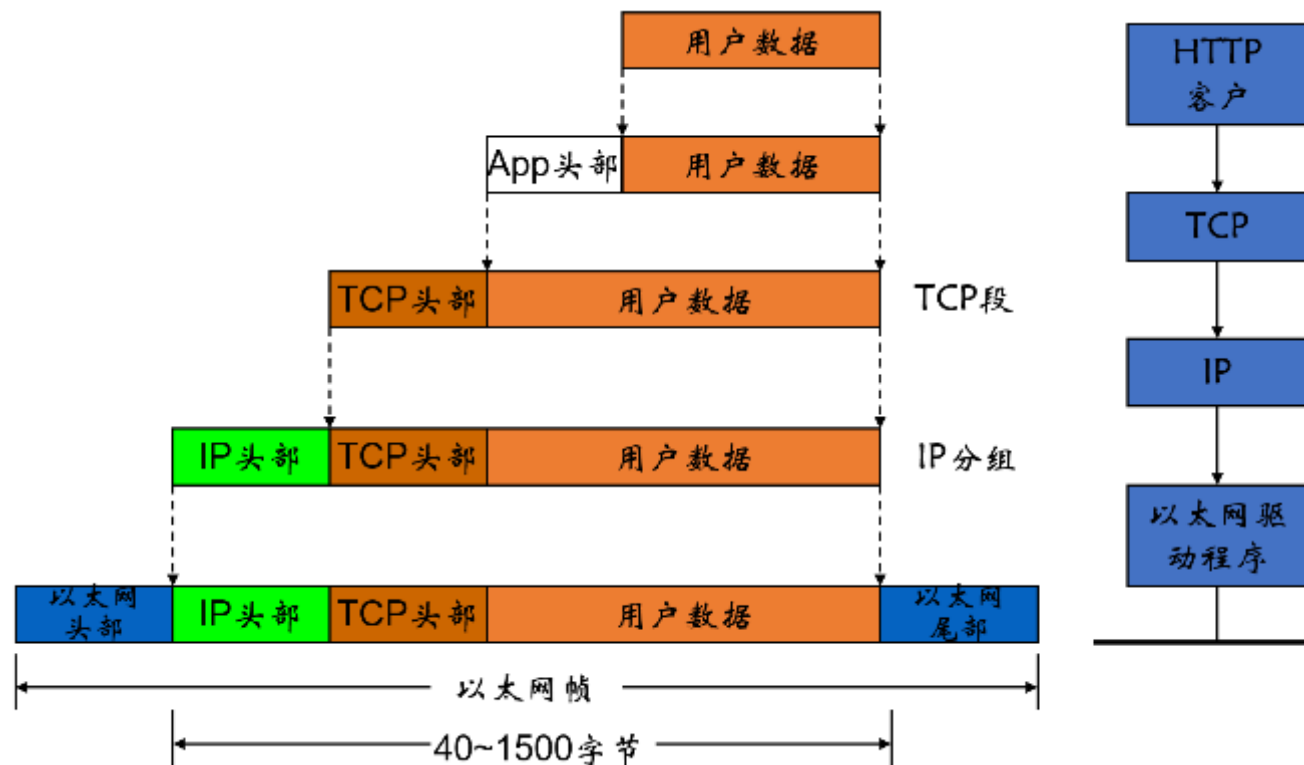 用户数据
App头部 用户数据
TCP头部 用户数据 TCP段
IP头部 TCP头部 用户数据 IP分组
以太网
头部 IP头部 TCP头部 用户数据 以太网
尾部
以太网帧
40~1500字节
HTTP
客户
TCP
IP
以太网驱
动程序